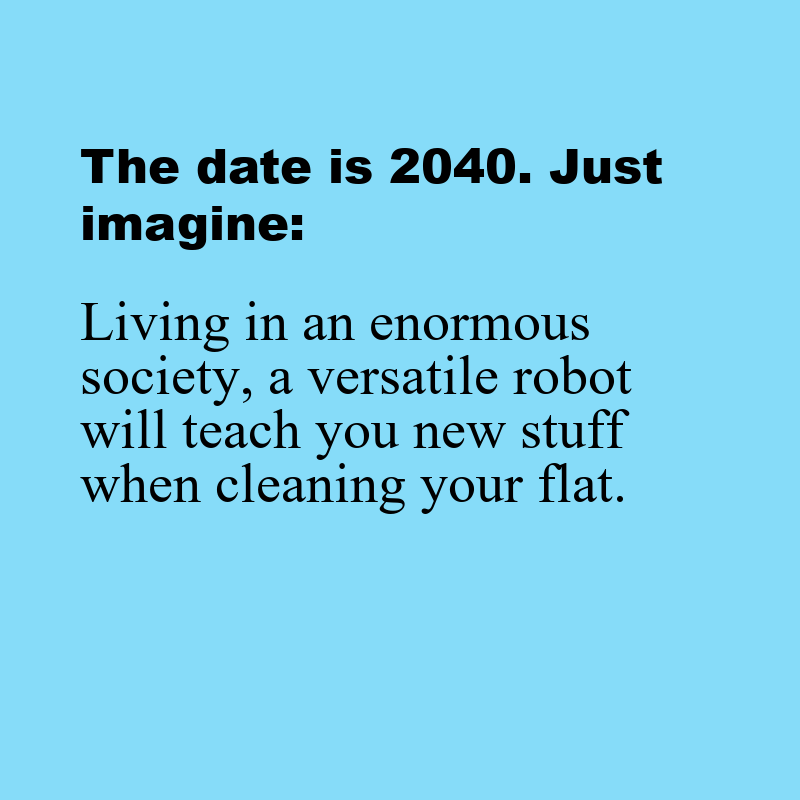 The date is 2040. Just
imagine:
Living in an enormous
society, a versatile robot
will teach you new stuff
when cleaning your flat.